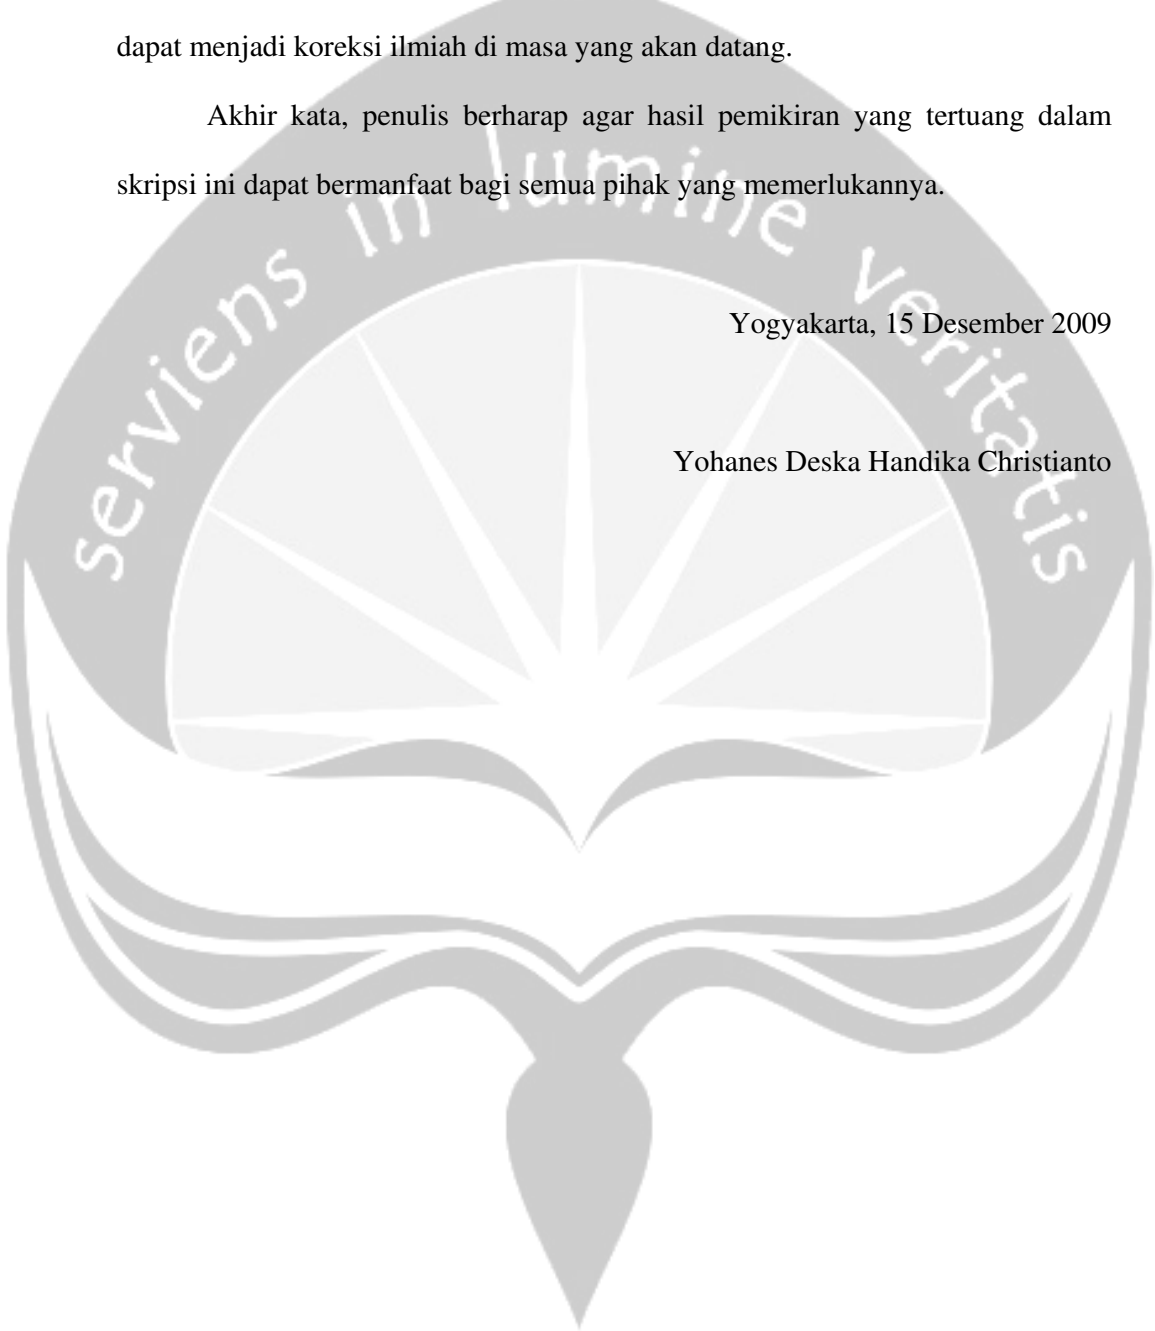 dapat menjadi koreksi ilmiah di masa yang akan datang.
Akhir kata, penulis berharap agar hasil pemikiran yang tertuang dalam
skripsi ini dapat bermanfaat bagi semua pihak yang memerlukannya.
serviens in lumine veritatis
Yogyakarta, 15 Desember 2009
Yohanes Deska Handika Christianto